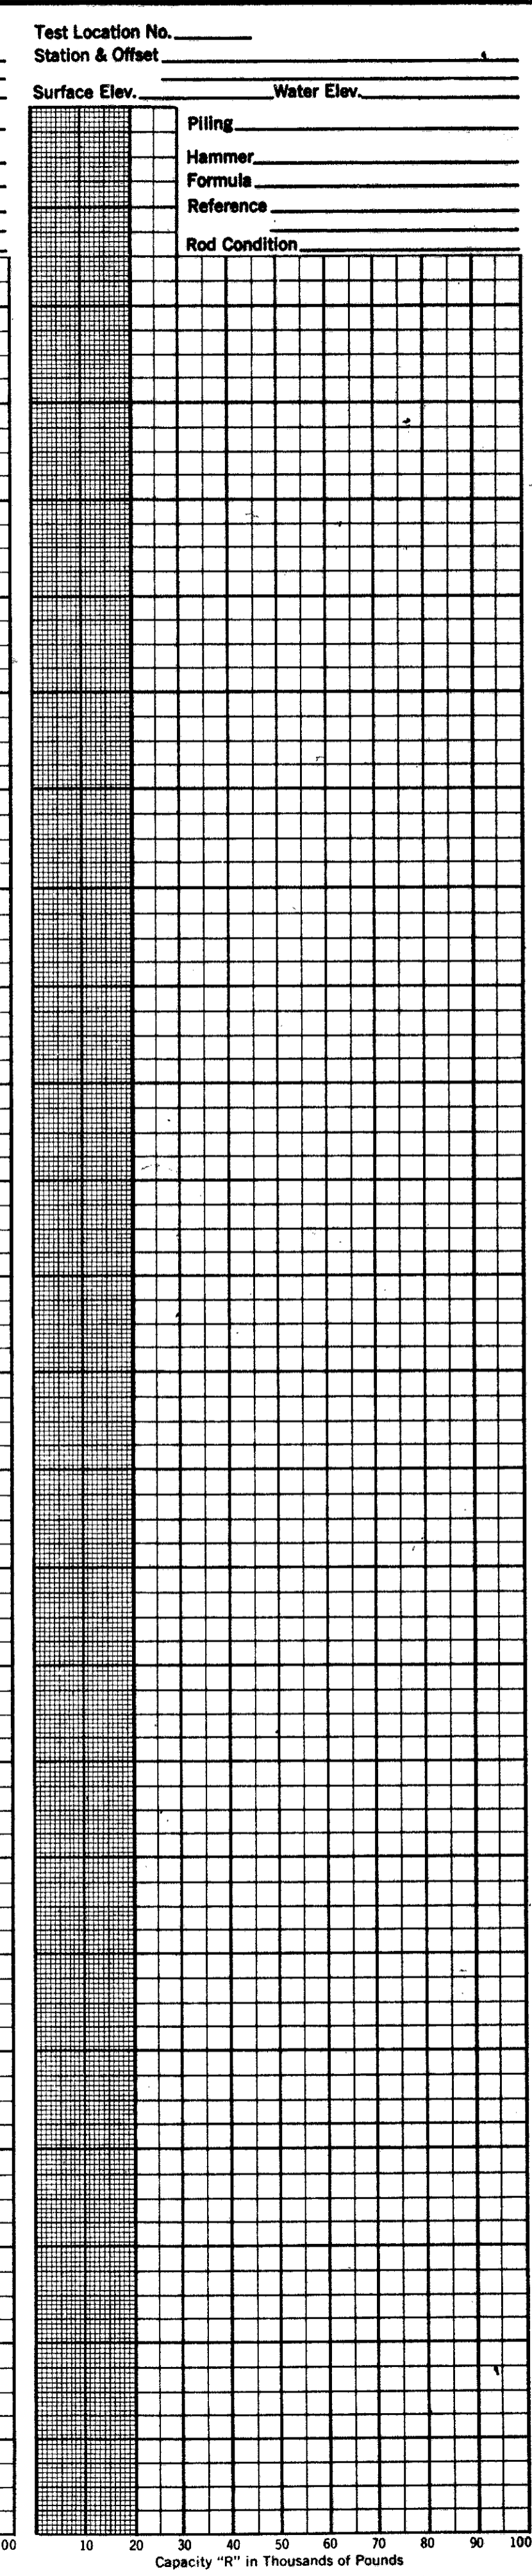 Test Location No.
Station & Offset
Surface Elev. Water Elev.
Piling
Hammer
Formula
Reference
Rod Condition
00 10 20 30 40 50 60 70 80 90 100
Capacity "R" in Thousands of Pounds